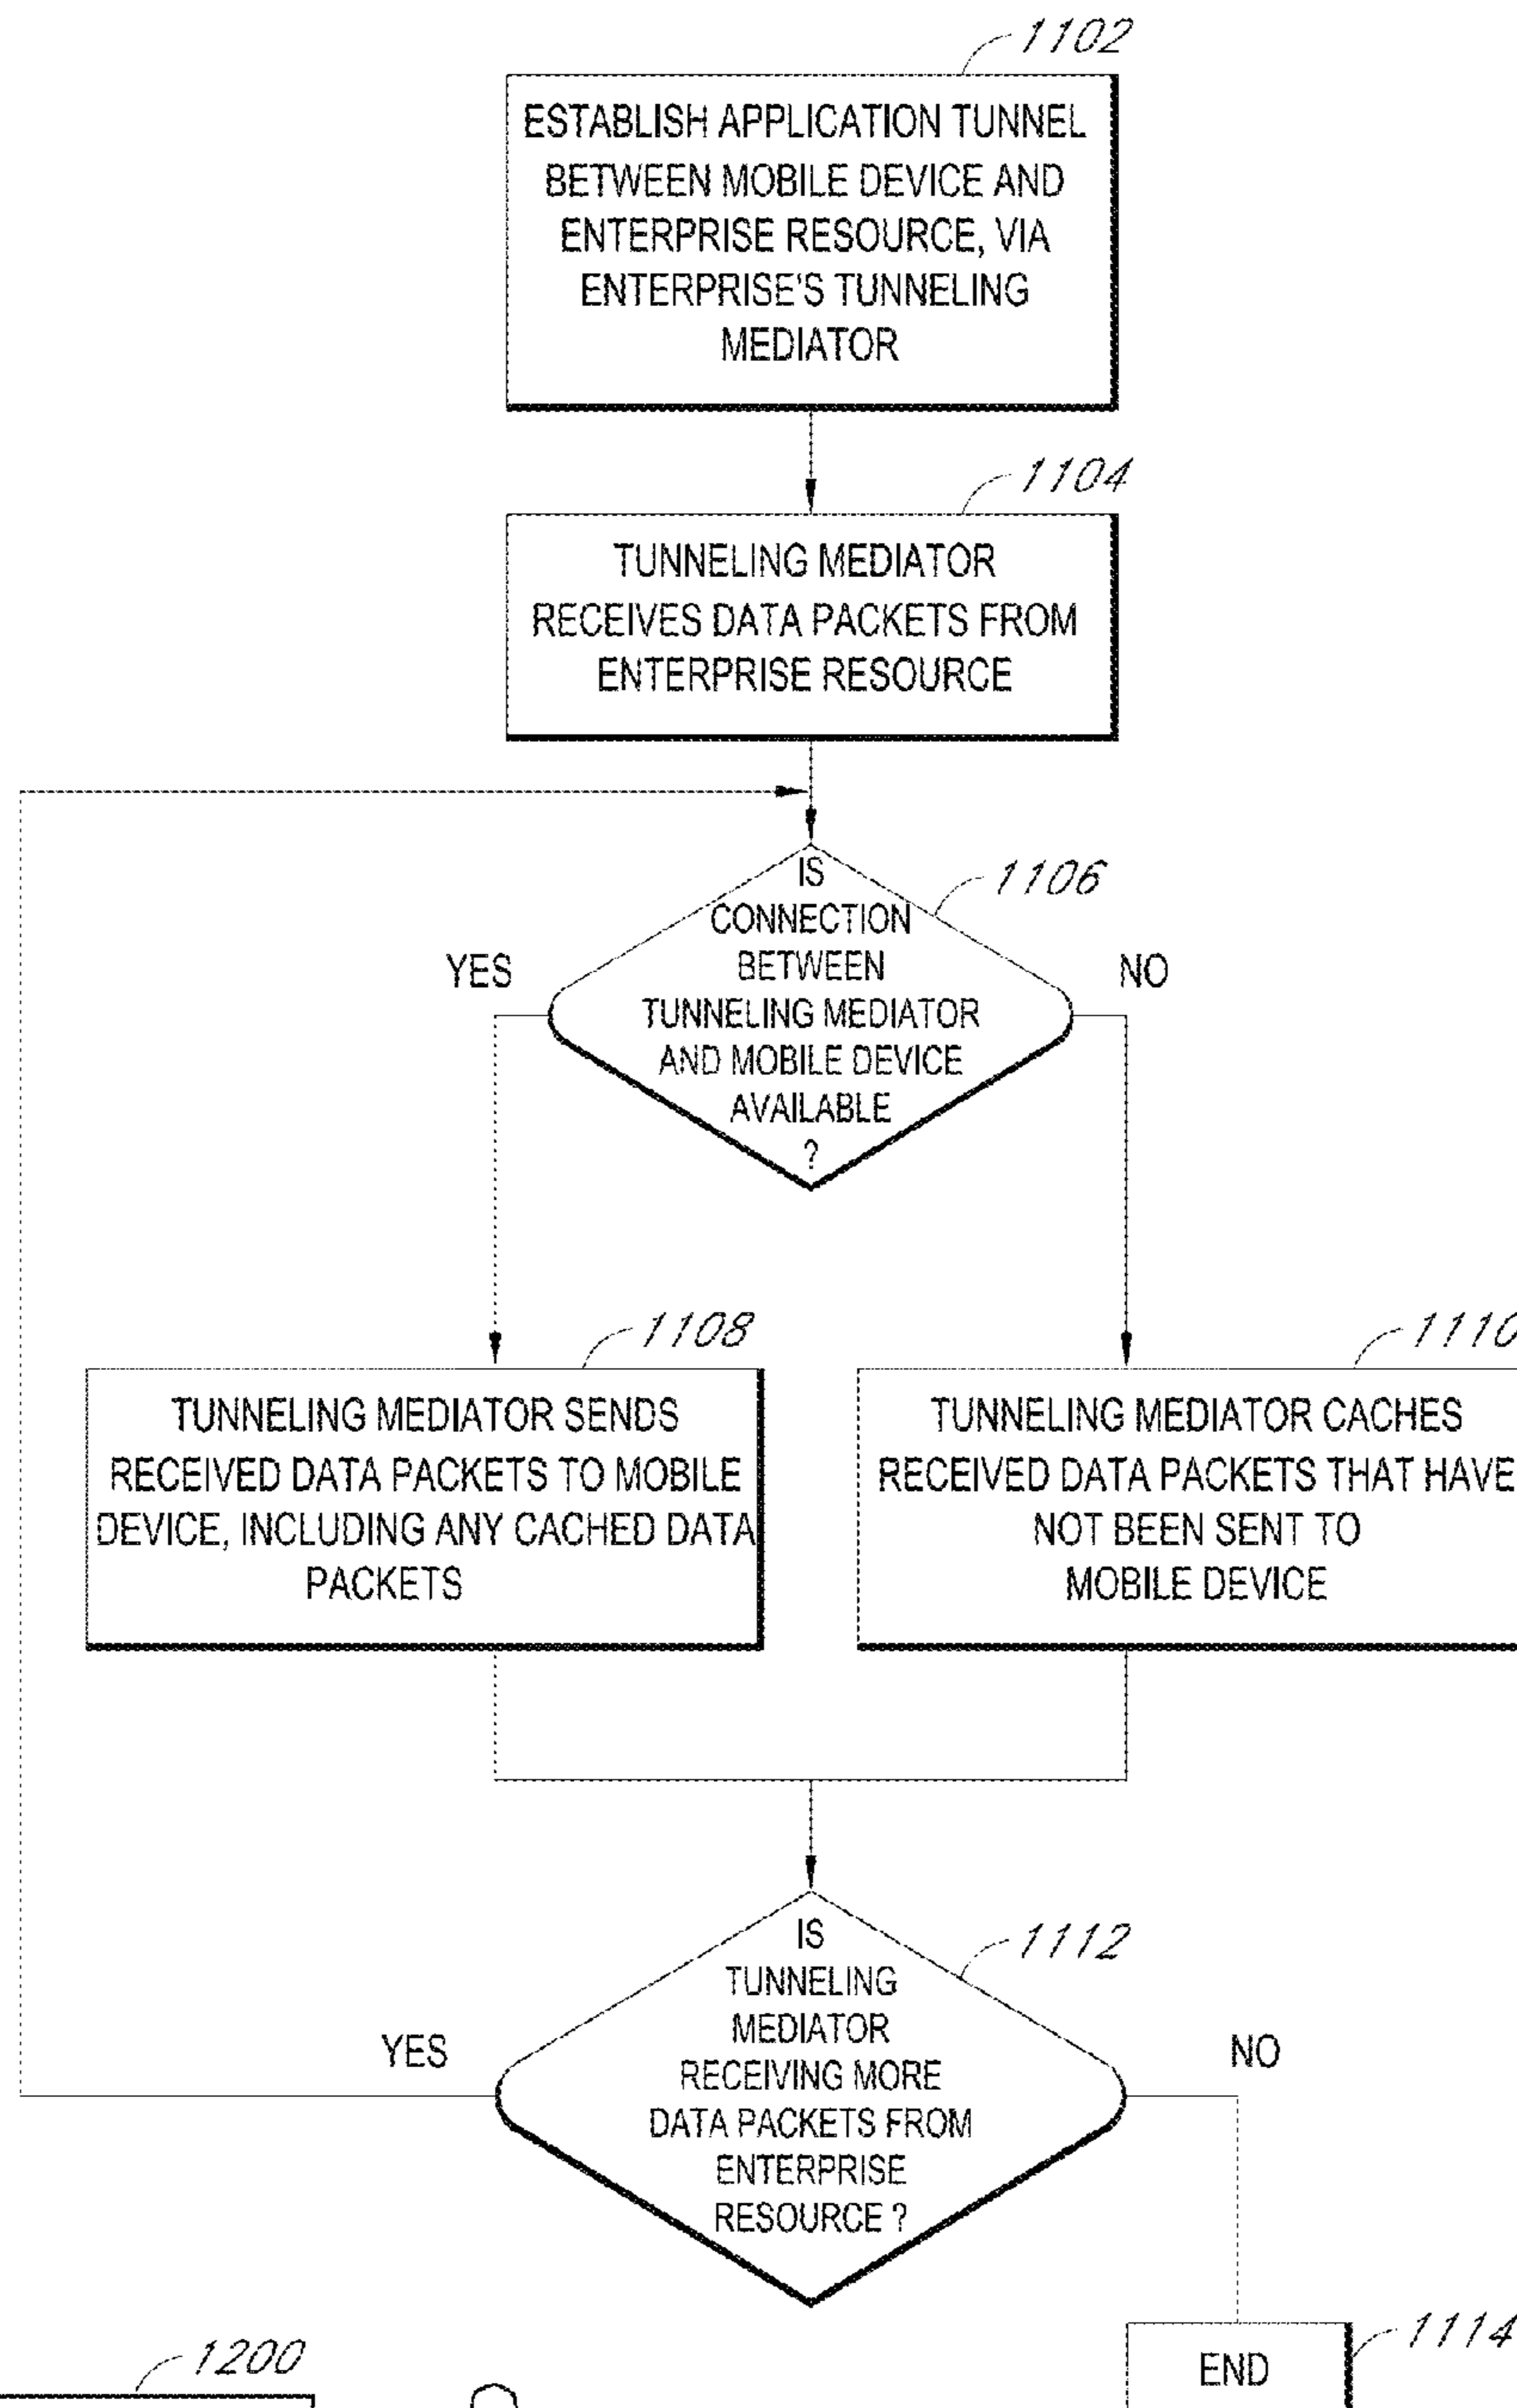 1102
ESTABLISH APPLICATION TUNNEL
BETWEEN MOBILE DEVICE AND
ENTERPRISE RESOURCE, VIA
ENTERPRISE'S TUNNELING
MEDIATOR
1104
TUNNELING MEDIATOR
RECEIVES DATA PACKETS FROM
ENTERPRISE RESOURCE
1106
IS
CONNECTION
BETWEEN
TUNNELING MEDIATOR
AND MOBILE DEVICE
AVAILABLE
?
YES
NO
1108
TUNNELING MEDIATOR SENDS
RECEIVED DATA PACKETS TO MOBILE
DEVICE, INCLUDING ANY CACHED DATA
PACKETS
1110
TUNNELING MEDIATOR CACHES
RECEIVED DATA PACKETS THAT HAVE
NOT BEEN SENT TO
MOBILE DEVICE
1112
IS
TUNNELING
MEDIATOR
RECEIVING MORE
DATA PACKETS FROM
ENTERPRISE
RESOURCE ?
YES
NO
1114
END
1200